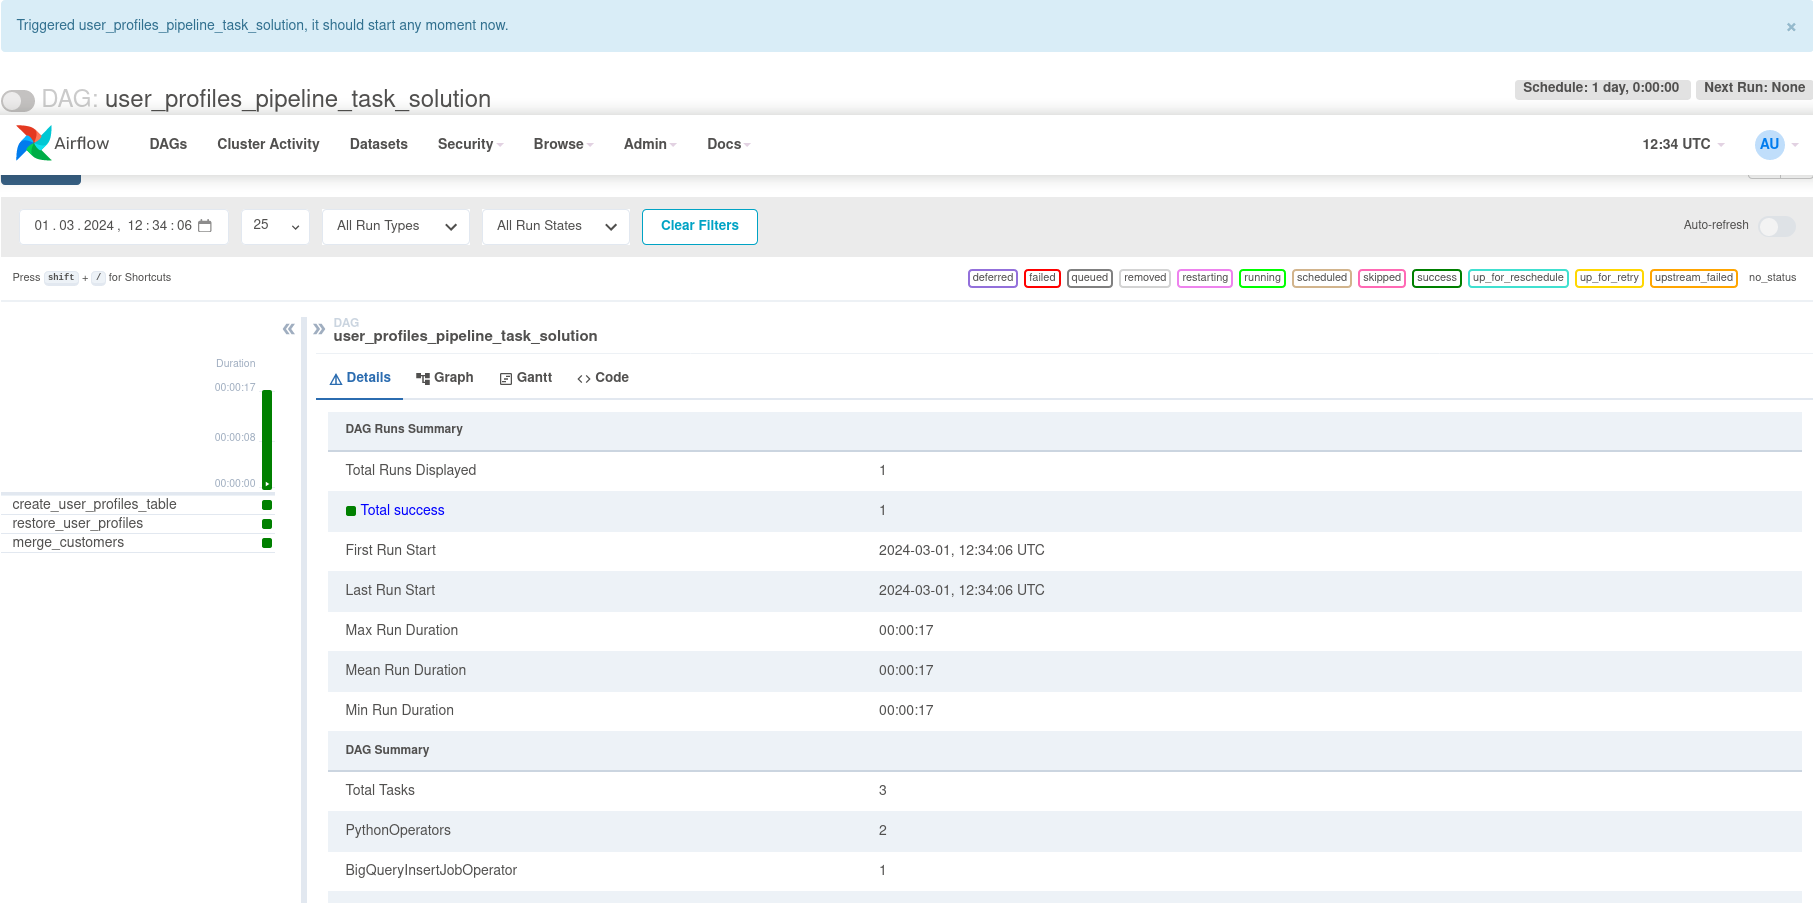 Triggered user_profiles_pipeline_task_solution, it should start any moment now.
×
DAG: user_profiles_pipeline_task_solution
Schedule: 1 day, 0:00:00
Next Run: None
Airflow
DAGs
Cluster Activity
Datasets
Security
Browse
Admin
Docs
12:34 UTC
AU
01.03.2024, 12:34:06
25
All Run Types
All Run States
Clear Filters
Auto-refresh
Press shift + / for Shortcuts
deferred
failed
queued
removed
restarting
running
scheduled
skipped
success
up_for_reschedule
up_for_retry
upstream_failed
no_status
Duration
00:00:17
00:00:08
00:00:00
create_user_profiles_table
restore_user_profiles
merge_customers
«
»
DAG
user_profiles_pipeline_task_solution
Details
Graph
Gantt
Code
DAG Runs Summary
Total Runs Displayed 1
Total success 1
First Run Start 2024-03-01, 12:34:06 UTC
Last Run Start 2024-03-01, 12:34:06 UTC
Max Run Duration 00:00:17
Mean Run Duration 00:00:17
Min Run Duration 00:00:17
DAG Summary
Total Tasks 3
PythonOperators 2
BigQueryInsertJobOperator 1